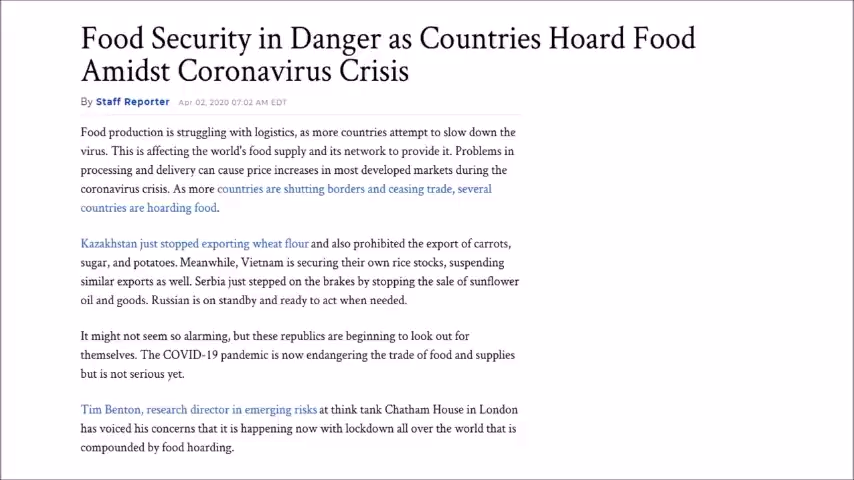 Food Security in Danger as Countries Hoard Food
Amidst Coronavirus Crisis
By Staff Reporter Apr 02, 2020 07:02 AM EDT
Food production is struggling with logistics, as more countries attempt to slow down the
virus. This is affecting the world's food supply and its network to provide it. Problems in
processing and delivery can cause price increases in most developed markets during the
coronavirus crisis. As more countries are shutting borders and ceasing trade, several
countries are hoarding food.
Kazakhstan just stopped exporting wheat flour and also prohibited the export of carrots,
sugar, and potatoes. Meanwhile, Vietnam is securing their own rice stocks, suspending
similar exports as well. Serbia just stepped on the brakes by stopping the sale of sunflower
oil and goods. Russian is on standby and ready to act when needed.
It might not seem so alarming, but these republics are beginning to look out for
themselves. The COVID-19 pandemic is now endangering the trade of food and supplies
but is not serious yet.
Tim Benton, research director in emerging risks at think tank Chatham House in London
has voiced his concerns that it is happening now with lockdown all over the world that is
compounded by food hoarding.